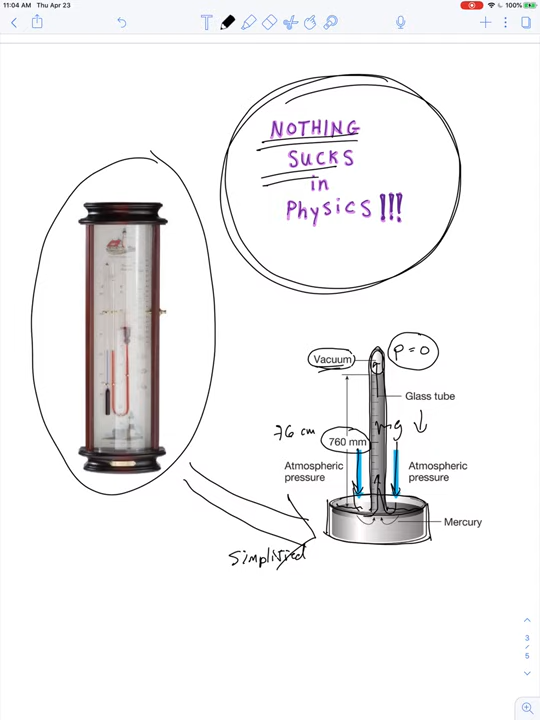 11:04 AM Thu Apr 23
100%
NOTHING
SUCKS
in
Physics!!!
Vacuum
P = 0
Glass tube
76 cm
760 mm
mg
Atmospheric
pressure
Atmospheric
pressure
Mercury
Simplified
3
/
5